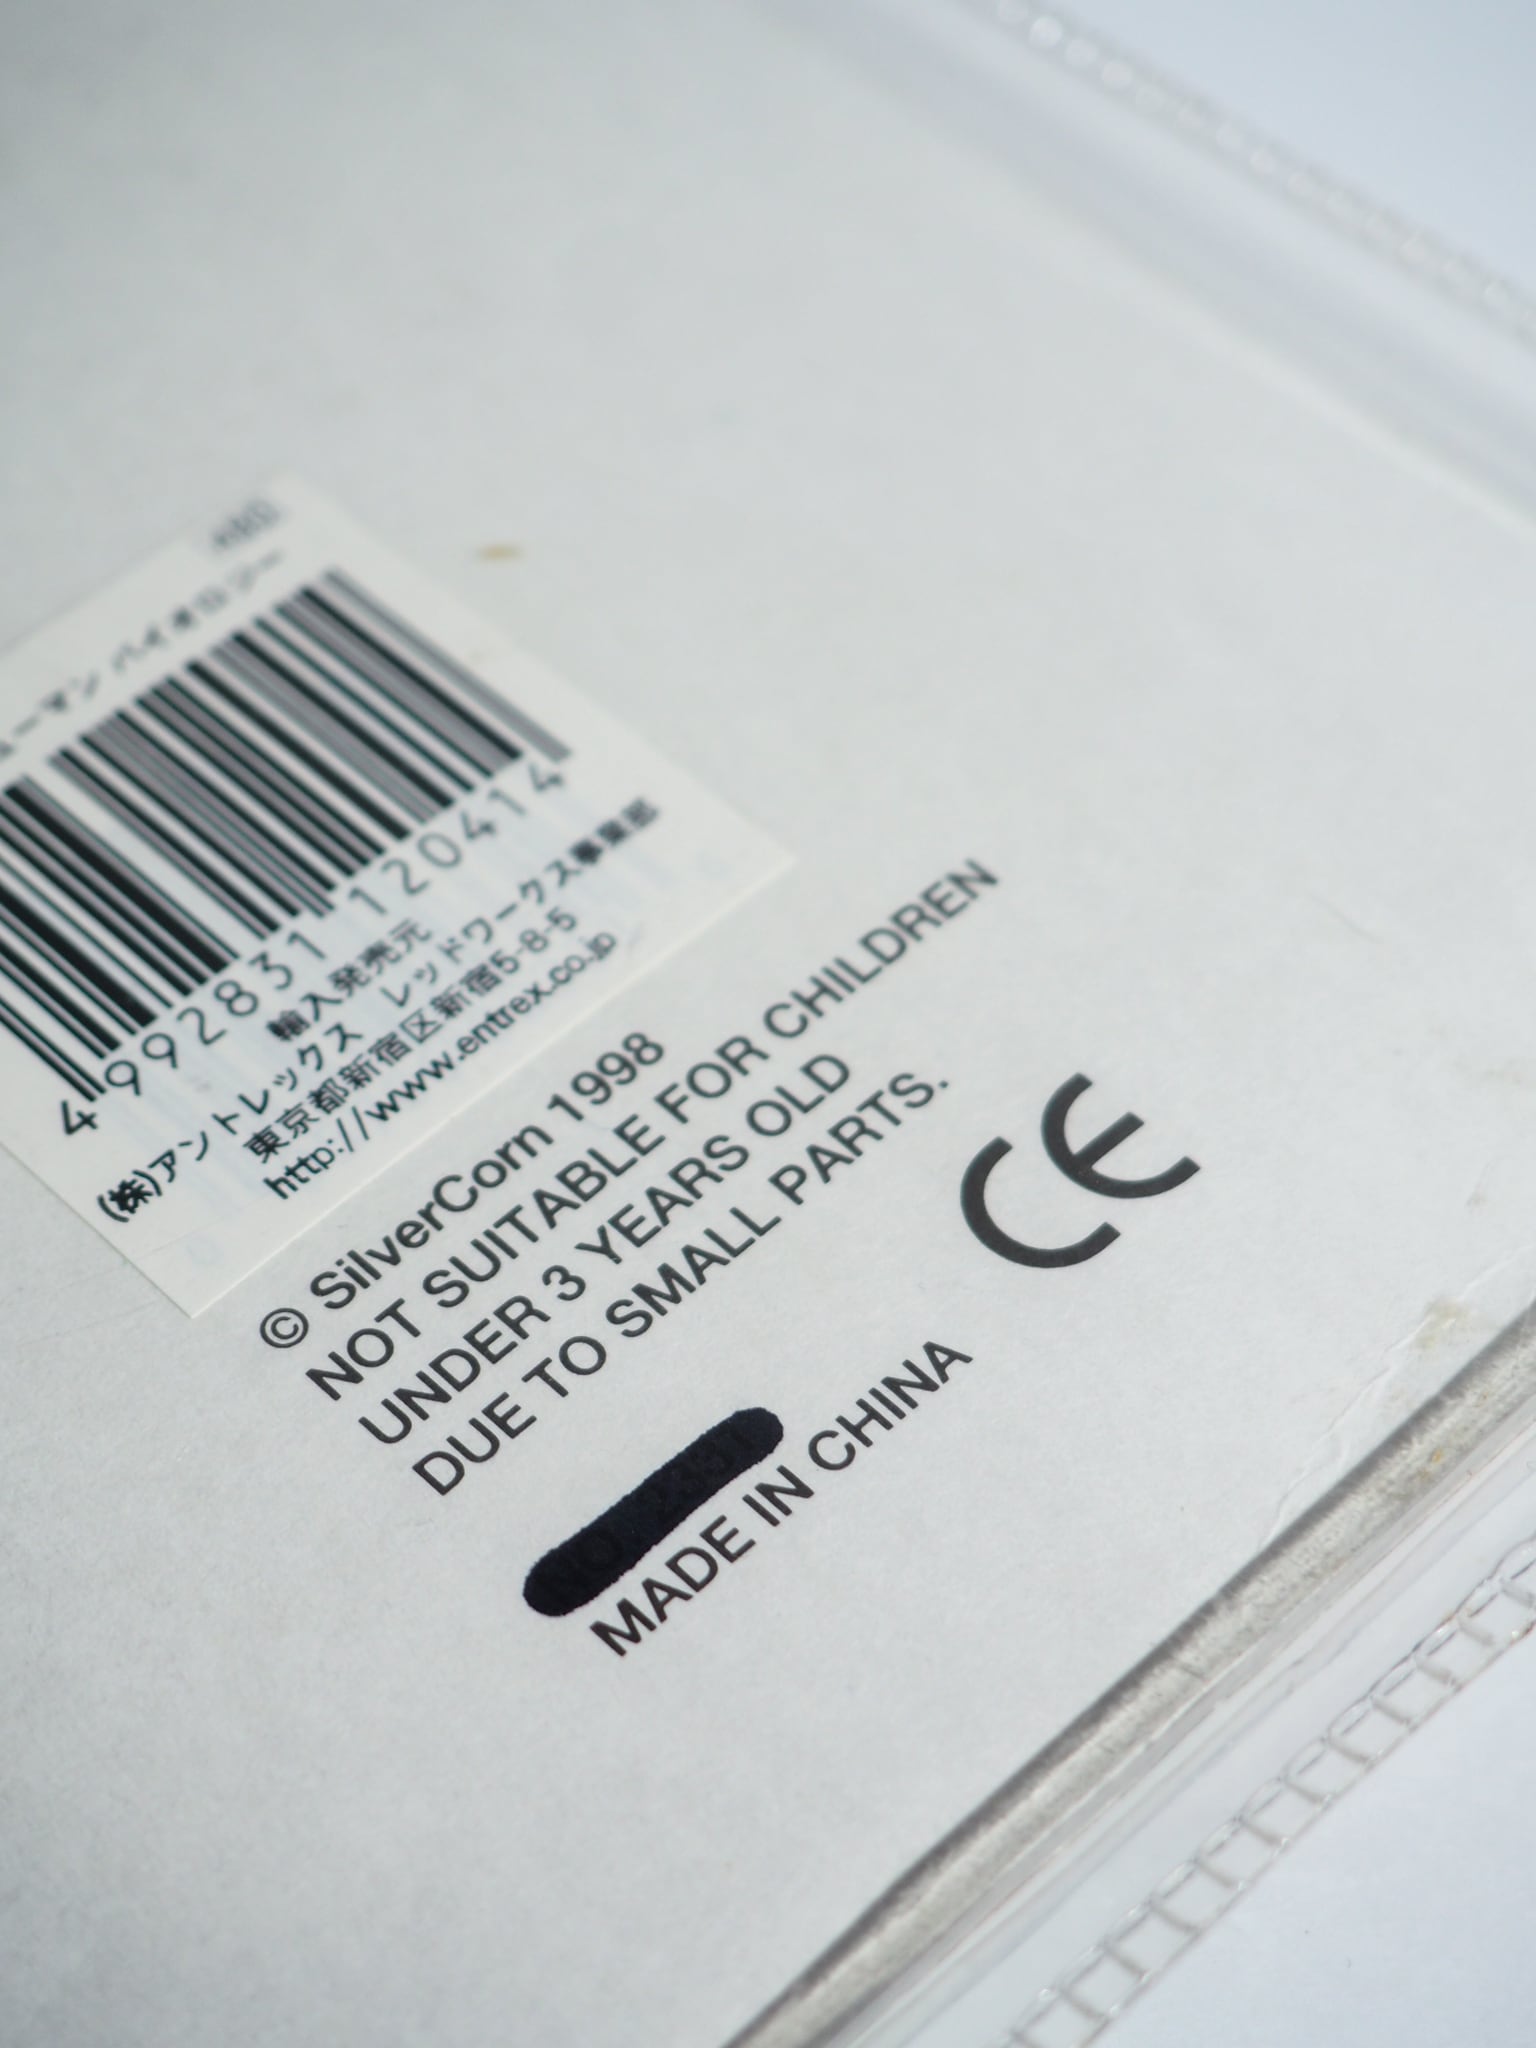 ューマン バイオロジー
4992831120414
輸入発売元
(株)アントレックス レッドワークス事業部
東京都新宿区新宿5-8-5
http://www.entrex.co.jp
© SilverCorn 1998
NOT SUITABLE FOR CHILDREN
UNDER 3 YEARS OLD
DUE TO SMALL PARTS.
CE
MADE IN CHINA